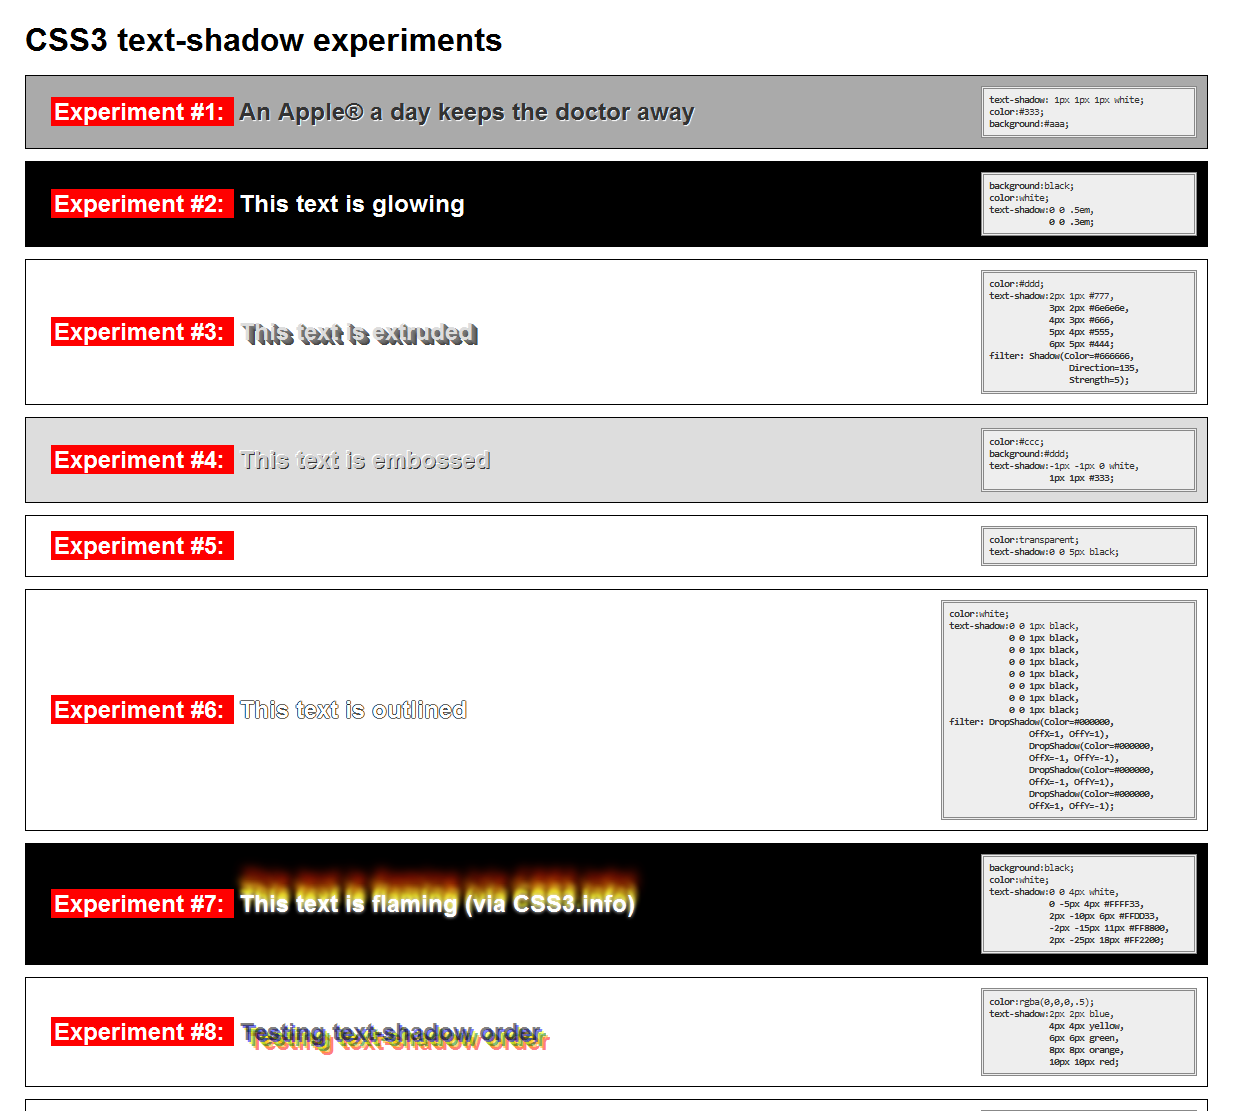 CSS3 text-shadow experiments
Experiment #1: An Apple® a day keeps the doctor away
text-shadow: 1px 1px 1px white;
color:#333;
background:#aaa;
Experiment #2: This text is glowing
background:black;
color:white;
text-shadow:0 0 .5em,
0 0 .3em;
Experiment #3: This text is extruded
color:#ddd;
text-shadow:2px 1px #777,
3px 2px #6e6e6e,
4px 3px #666,
5px 4px #555,
6px 5px #444;
filter: Shadow(Color=#666666,
Direction=135,
Strength=5);
Experiment #4: This text is embossed
color:#ccc;
background:#ddd;
text-shadow:-1px -1px 0 white,
1px 1px #333;
Experiment #5:
color:transparent;
text-shadow:0 0 5px black;
Experiment #6: This text is outlined
color:white;
text-shadow:0 0 1px black,
0 0 1px black,
0 0 1px black,
0 0 1px black,
0 0 1px black,
0 0 1px black,
0 0 1px black,
0 0 1px black;
filter: DropShadow(Color=#000000,
OffX=1, OffY=1),
DropShadow(Color=#000000,
OffX=-1, OffY=-1),
DropShadow(Color=#000000,
OffX=-1, OffY=1),
DropShadow(Color=#000000,
OffX=1, OffY=-1);
Experiment #7: This text is flaming (via CSS3.info)
background:black;
color:white;
text-shadow:0 0 4px white,
0 -5px 4px #FFFF33,
2px -10px 6px #FFDD33,
-2px -15px 11px #FF8800,
2px -25px 18px #FF2200;
Experiment #8: Testing text-shadow order
color:rgba(0,0,0,.5);
text-shadow:2px 2px blue,
4px 4px yellow,
6px 6px green,
8px 8px orange,
10px 10px red;